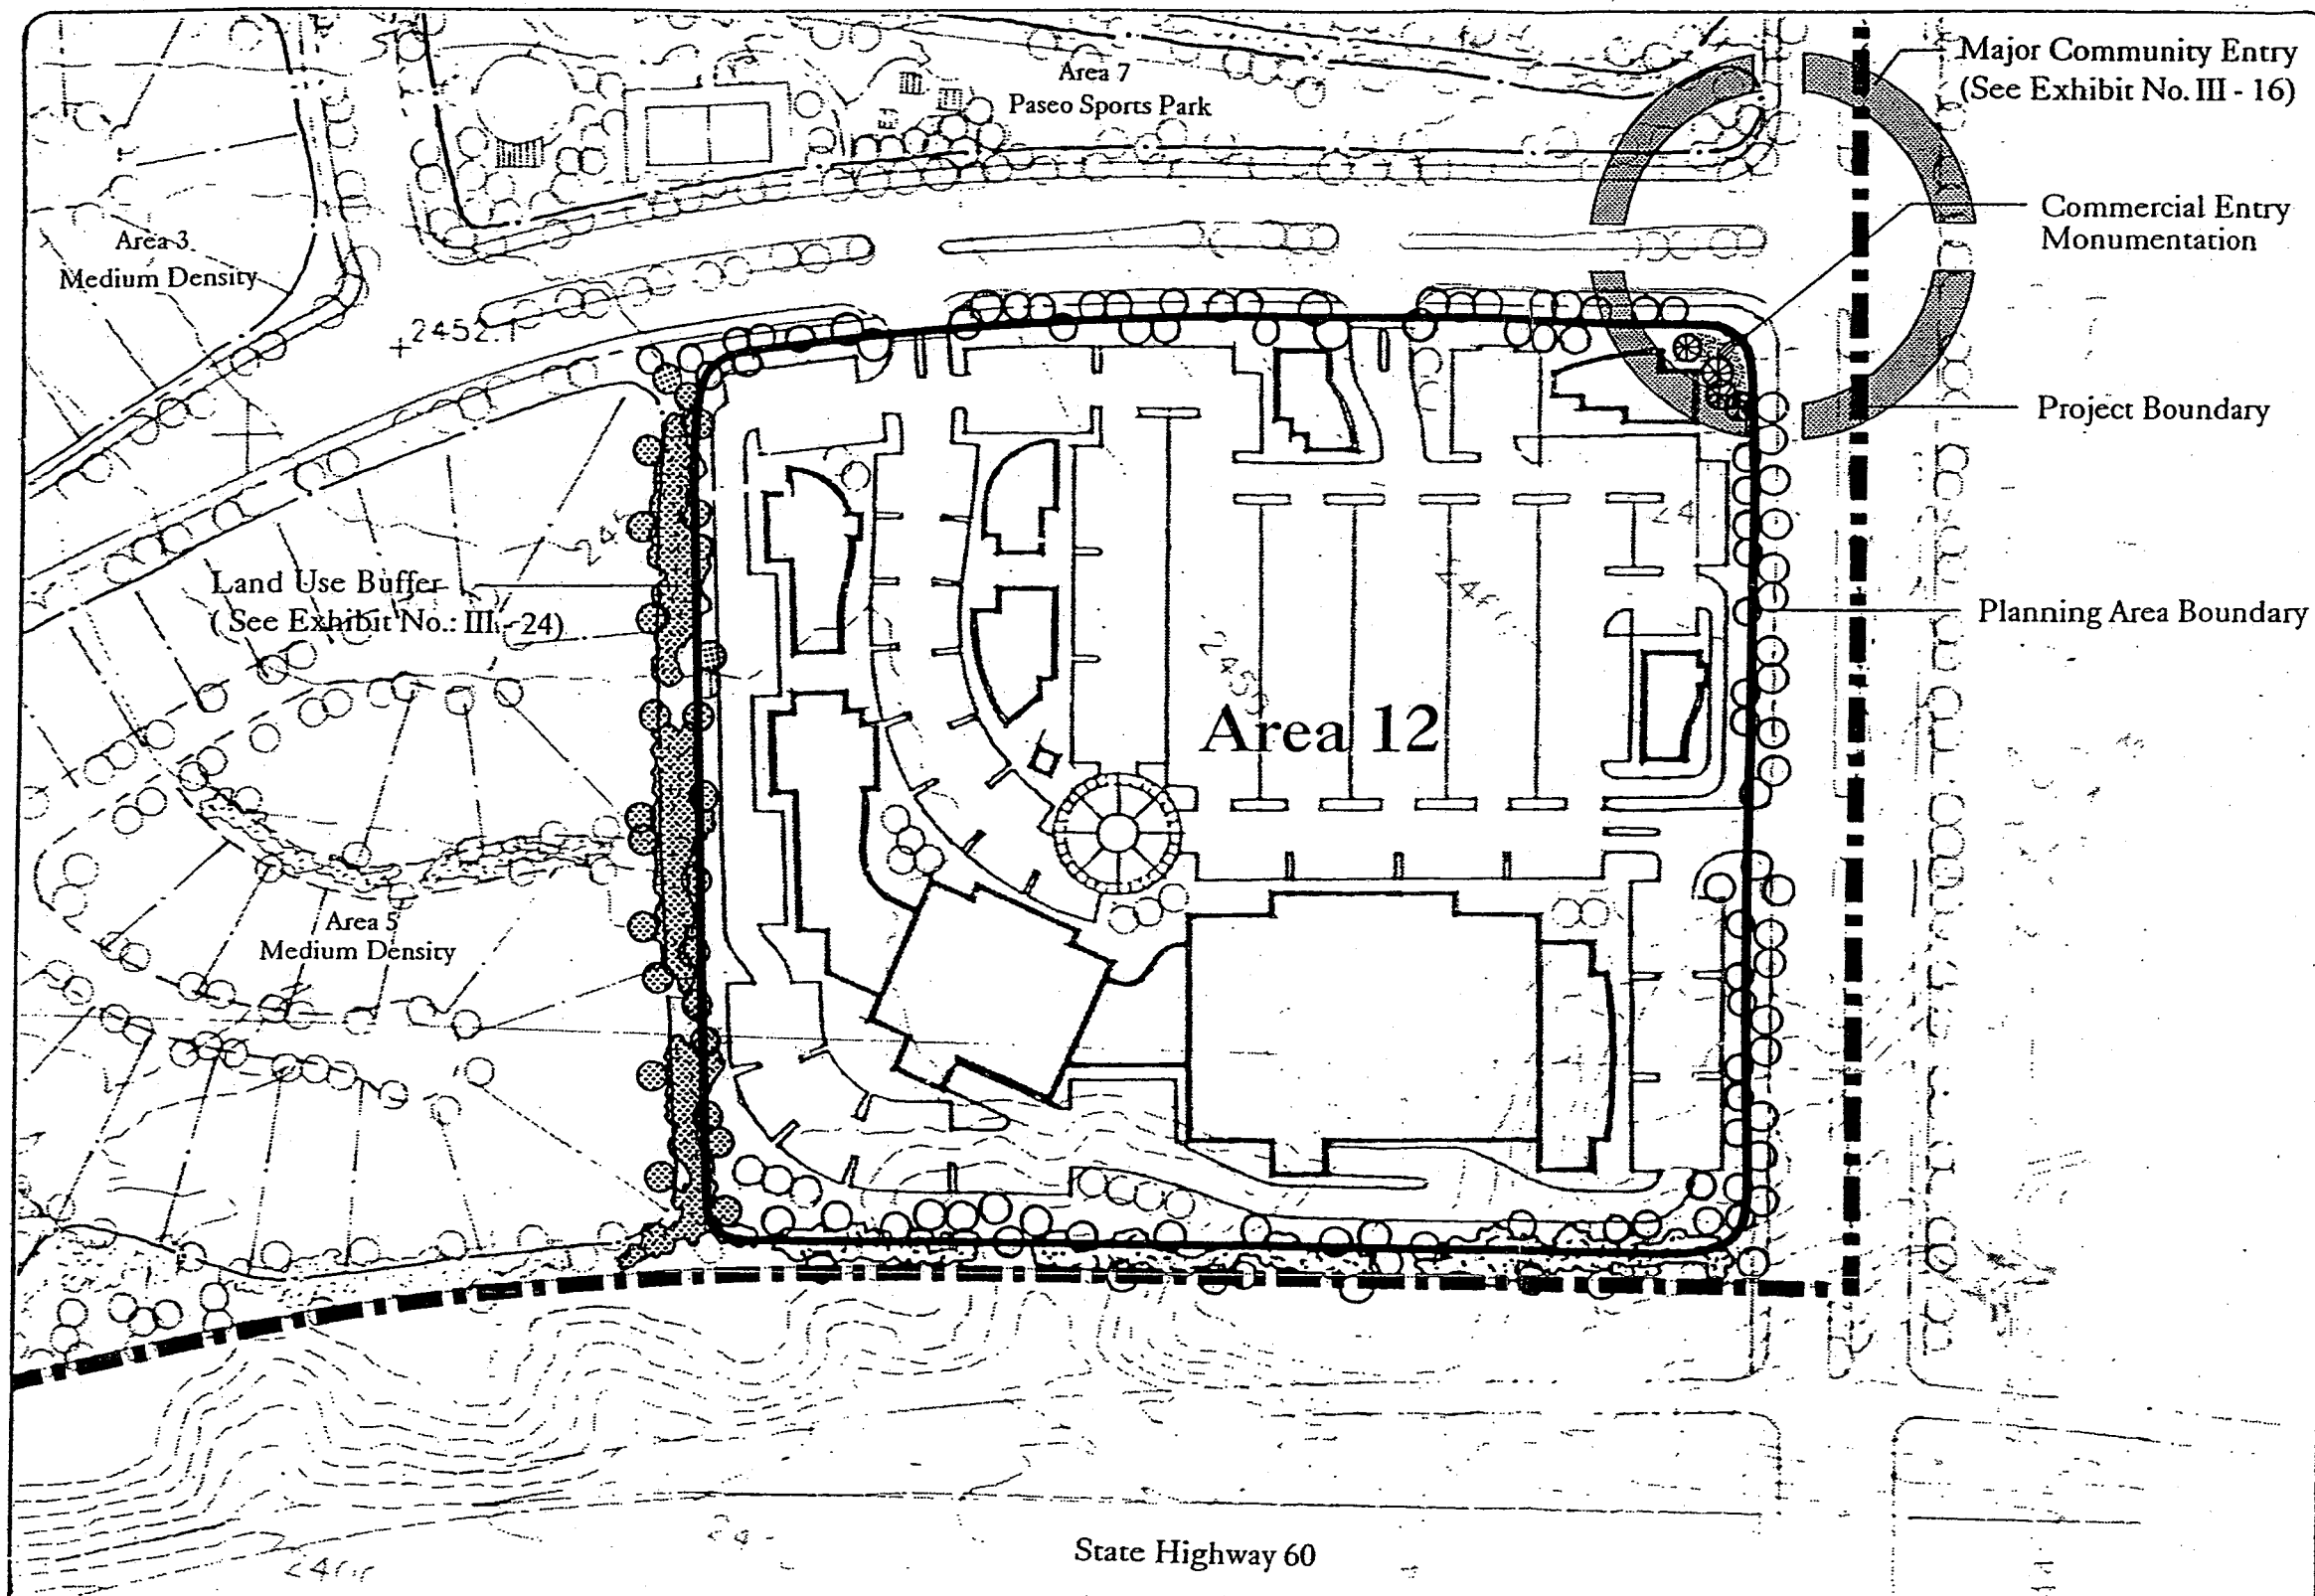 Area 7
Paseo Sports Park
Major Community Entry
(See Exhibit No. III - 16)
Commercial Entry
Monumentation
Area 3
Medium Density
+2452.1
Project Boundary
Land Use Buffer
( See Exhibit No.: III. -24)
Planning Area Boundary
Area 12
Area 5
Medium Density
State Highway 60